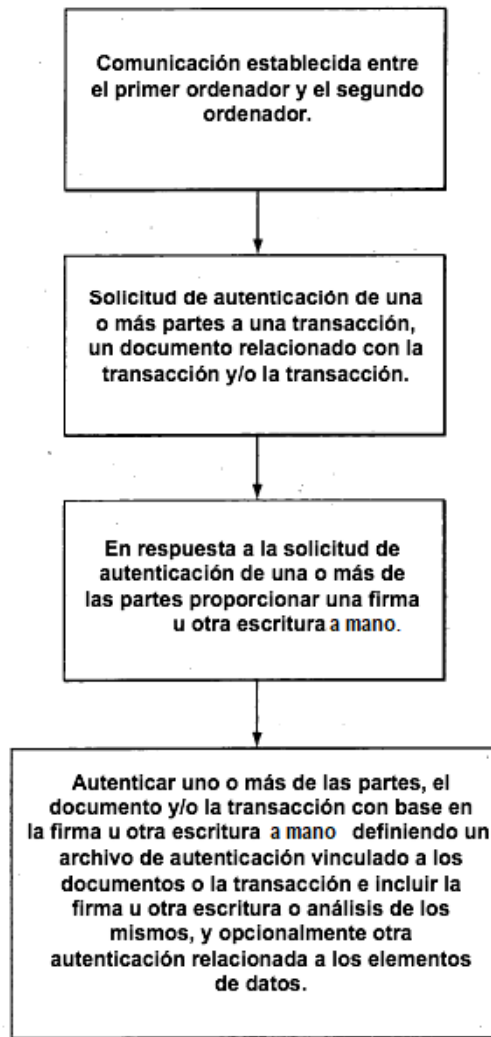 Comunicación establecida entre
el primer ordenador y el segundo
ordenador.
Solicitud de autenticación de una
o más partes a una transacción,
un documento relacionado con la
transacción y/o la transacción.
En respuesta a la solicitud de
autenticación de una o más de
las partes proporcionar una firma
u otra escritura a mano.
Autenticar uno o más de las partes, el
documento y/o la transacción con base en
la firma u otra escritura a mano definiendo un
archivo de autenticación vinculado a los
documentos o la transacción e incluir la
firma u otra escritura o análisis de los
mismos, y opcionalmente otra
autenticación relacionada a los elementos
de datos.